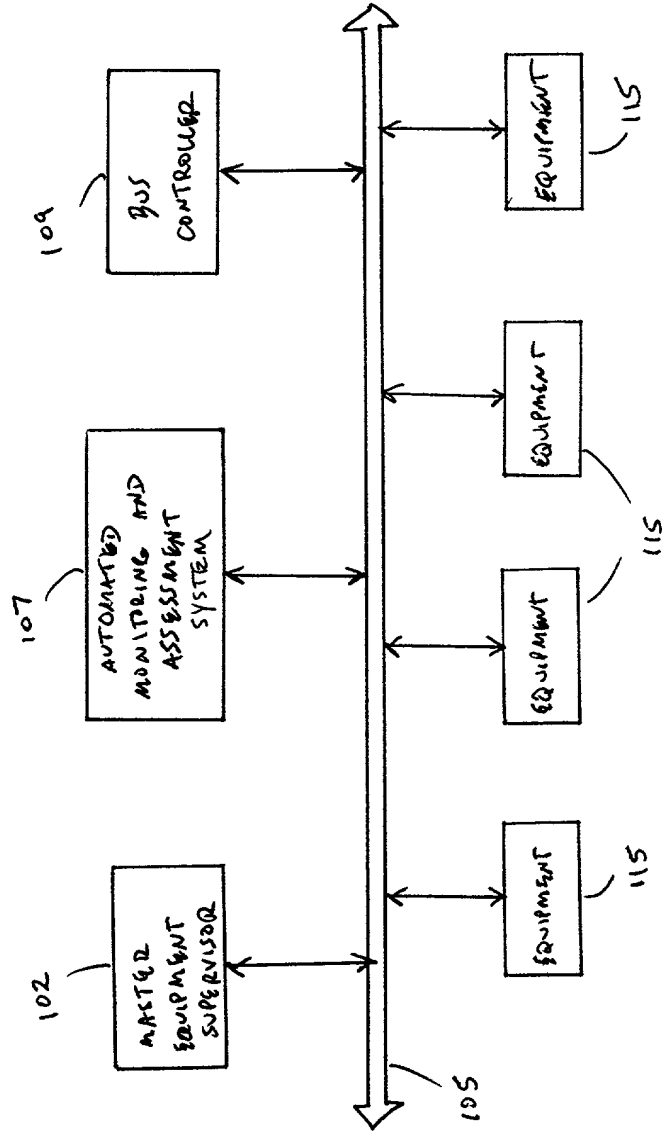 102
MASTER
EQUIPMENT
SUPERVISOR
107
AUTOMATED
MONITORING AND
ASSESSMENT
SYSTEM
109
BUS
CONTROLLER
105
EQUIPMENT
EQUIPMENT
EQUIPMENT
EQUIPMENT
115
115
115